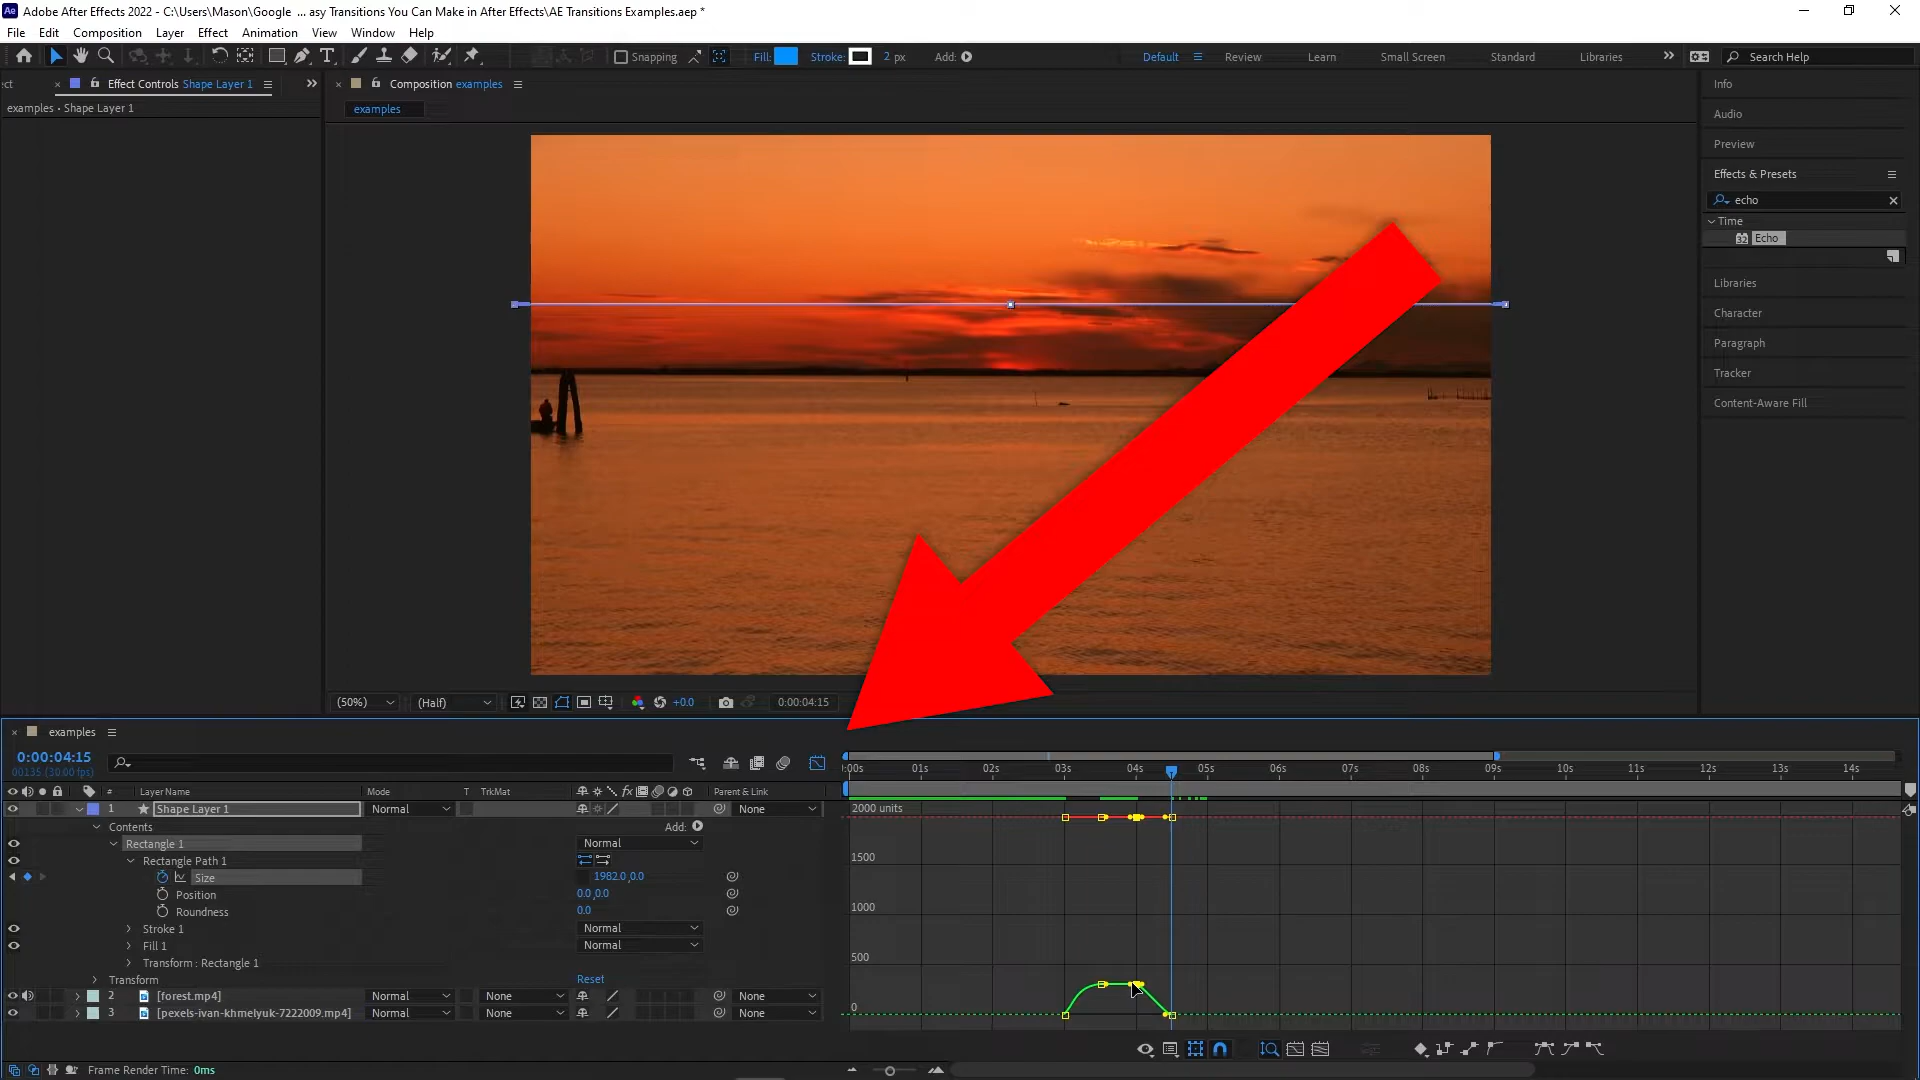 Adobe After Effects 2022 - C:\Users\Mason\Google ... asy Transitions You Can Make in After Effects\AE Transitions Examples.aep *
File Edit Composition Layer Effect Animation View Window Help
Snapping Fill: Stroke: 2 px Add: Default Review Learn Small Screen Standard Libraries Search Help
ct Effect Controls Shape Layer 1 Composition examples Info
examples • Shape Layer 1 examples
Audio
Preview
Effects & Presets
echo
Time
32 Echo
Libraries
Character
Paragraph
Tracker
Content-Aware Fill
(50%) (Half) +0.0 0:00:04:15
examples
0:00:04:15
00135 (30.00 fps)
:00s 01s 02s 03s 04s 05s 06s 07s 08s 09s 10s 11s 12s 13s 14s
# Layer Name Mode T TrkMat fx Parent & Link
1 Shape Layer 1 Normal None 2000 units
Contents Add:
Rectangle 1 Normal
Rectangle Path 1 1500
Size 1982.0,0.0
Position 0.0,0.0
Roundness 0.0 1000
Stroke 1 Normal
Fill 1 Normal
Transform : Rectangle 1 500
Transform Reset
2 [forest.mp4] Normal None None
3 [pexels-ivan-khmelyuk-7222009.mp4] Normal None None 0
Frame Render Time: 0ms